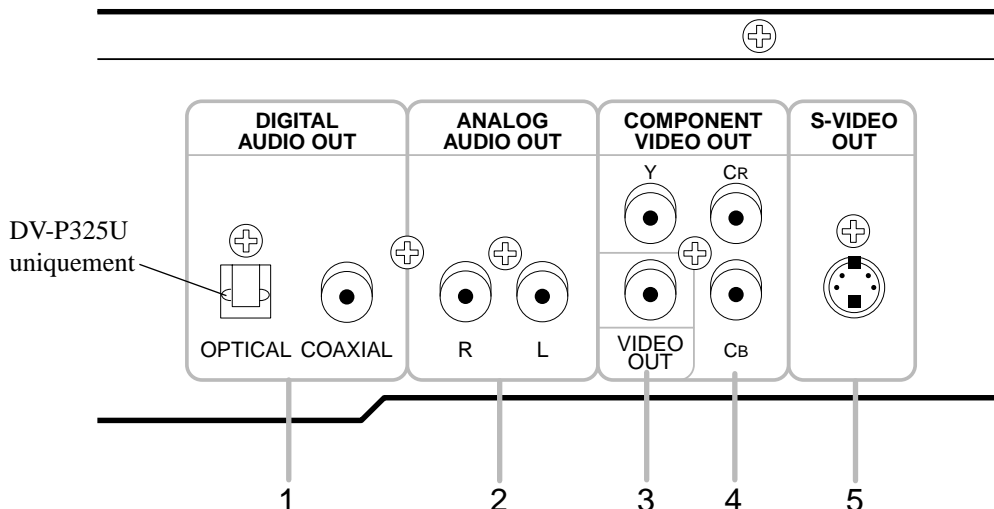 DIGITAL
AUDIO OUT
ANALOG
AUDIO OUT
COMPONENT
VIDEO OUT
S-VIDEO
OUT
Y
CR
DV-P325U
uniquement
OPTICAL
COAXIAL
R
L
VIDEO
OUT
CB
1
2
3
4
5